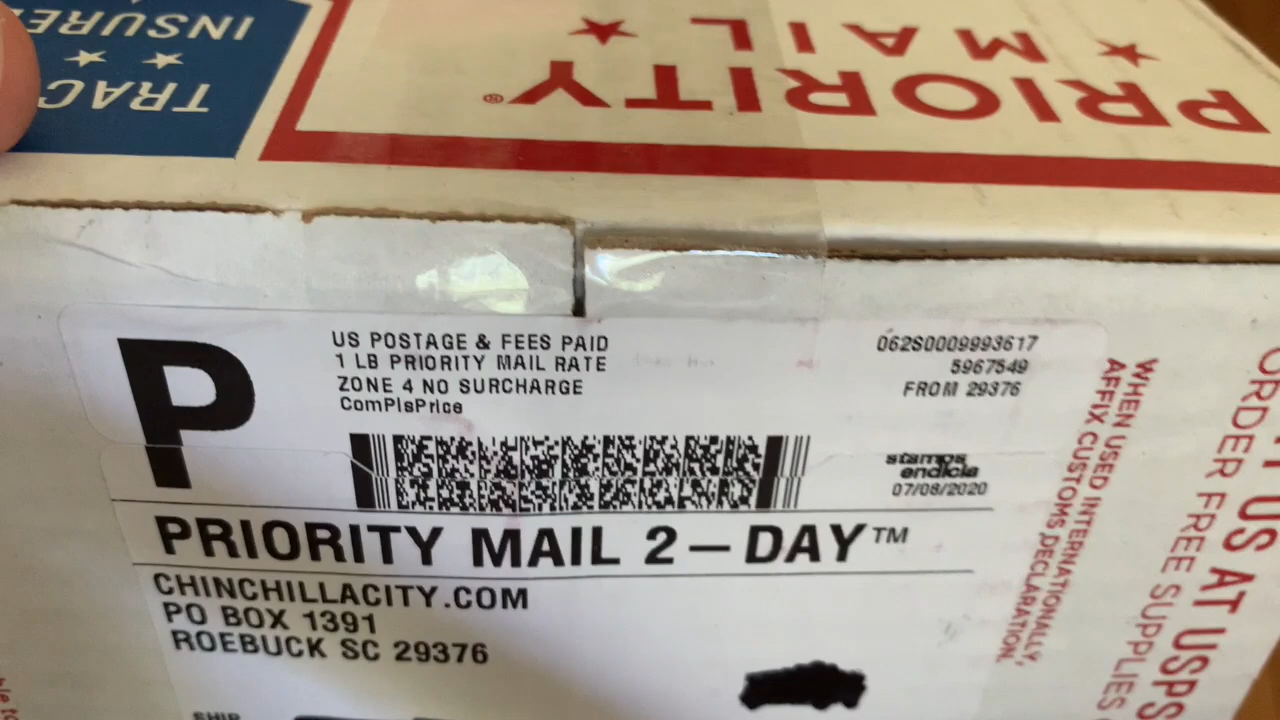 PRIORITY®
★ MAIL ★
TRAC
INSURE
P
US POSTAGE & FEES PAID
1 LB PRIORITY MAIL RATE
ZONE 4 NO SURCHARGE
ComPlsPrice
062S0009993617
5967549
FROM 29376
stamps
endicia
07/08/2020
PRIORITY MAIL 2–DAY™
CHINCHILLACITY.COM
PO BOX 1391
ROEBUCK SC 29376
SHIP
WHEN USED INTERNATIONALLY,
AFFIX CUSTOMS DECLARATION.
US AT USPS
ORDER FREE SUPPLIES